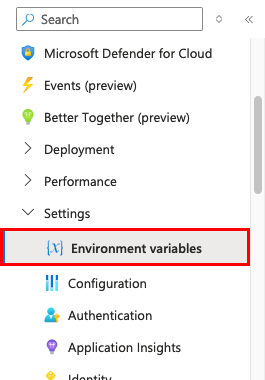 Search
Microsoft Defender for Cloud
Events (preview)
Better Together (preview)
Deployment
Performance
Settings
Environment variables
Configuration
Authentication
Application Insights
Identity